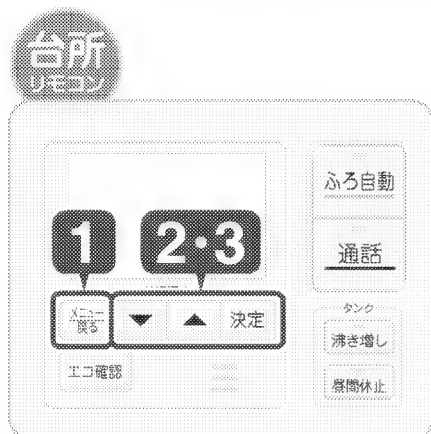 台所
リモコン
ふろ自動
通話
1
2・3
メニュー
戻る
決定
タンク
沸き増し
エコ確認
昼間休止